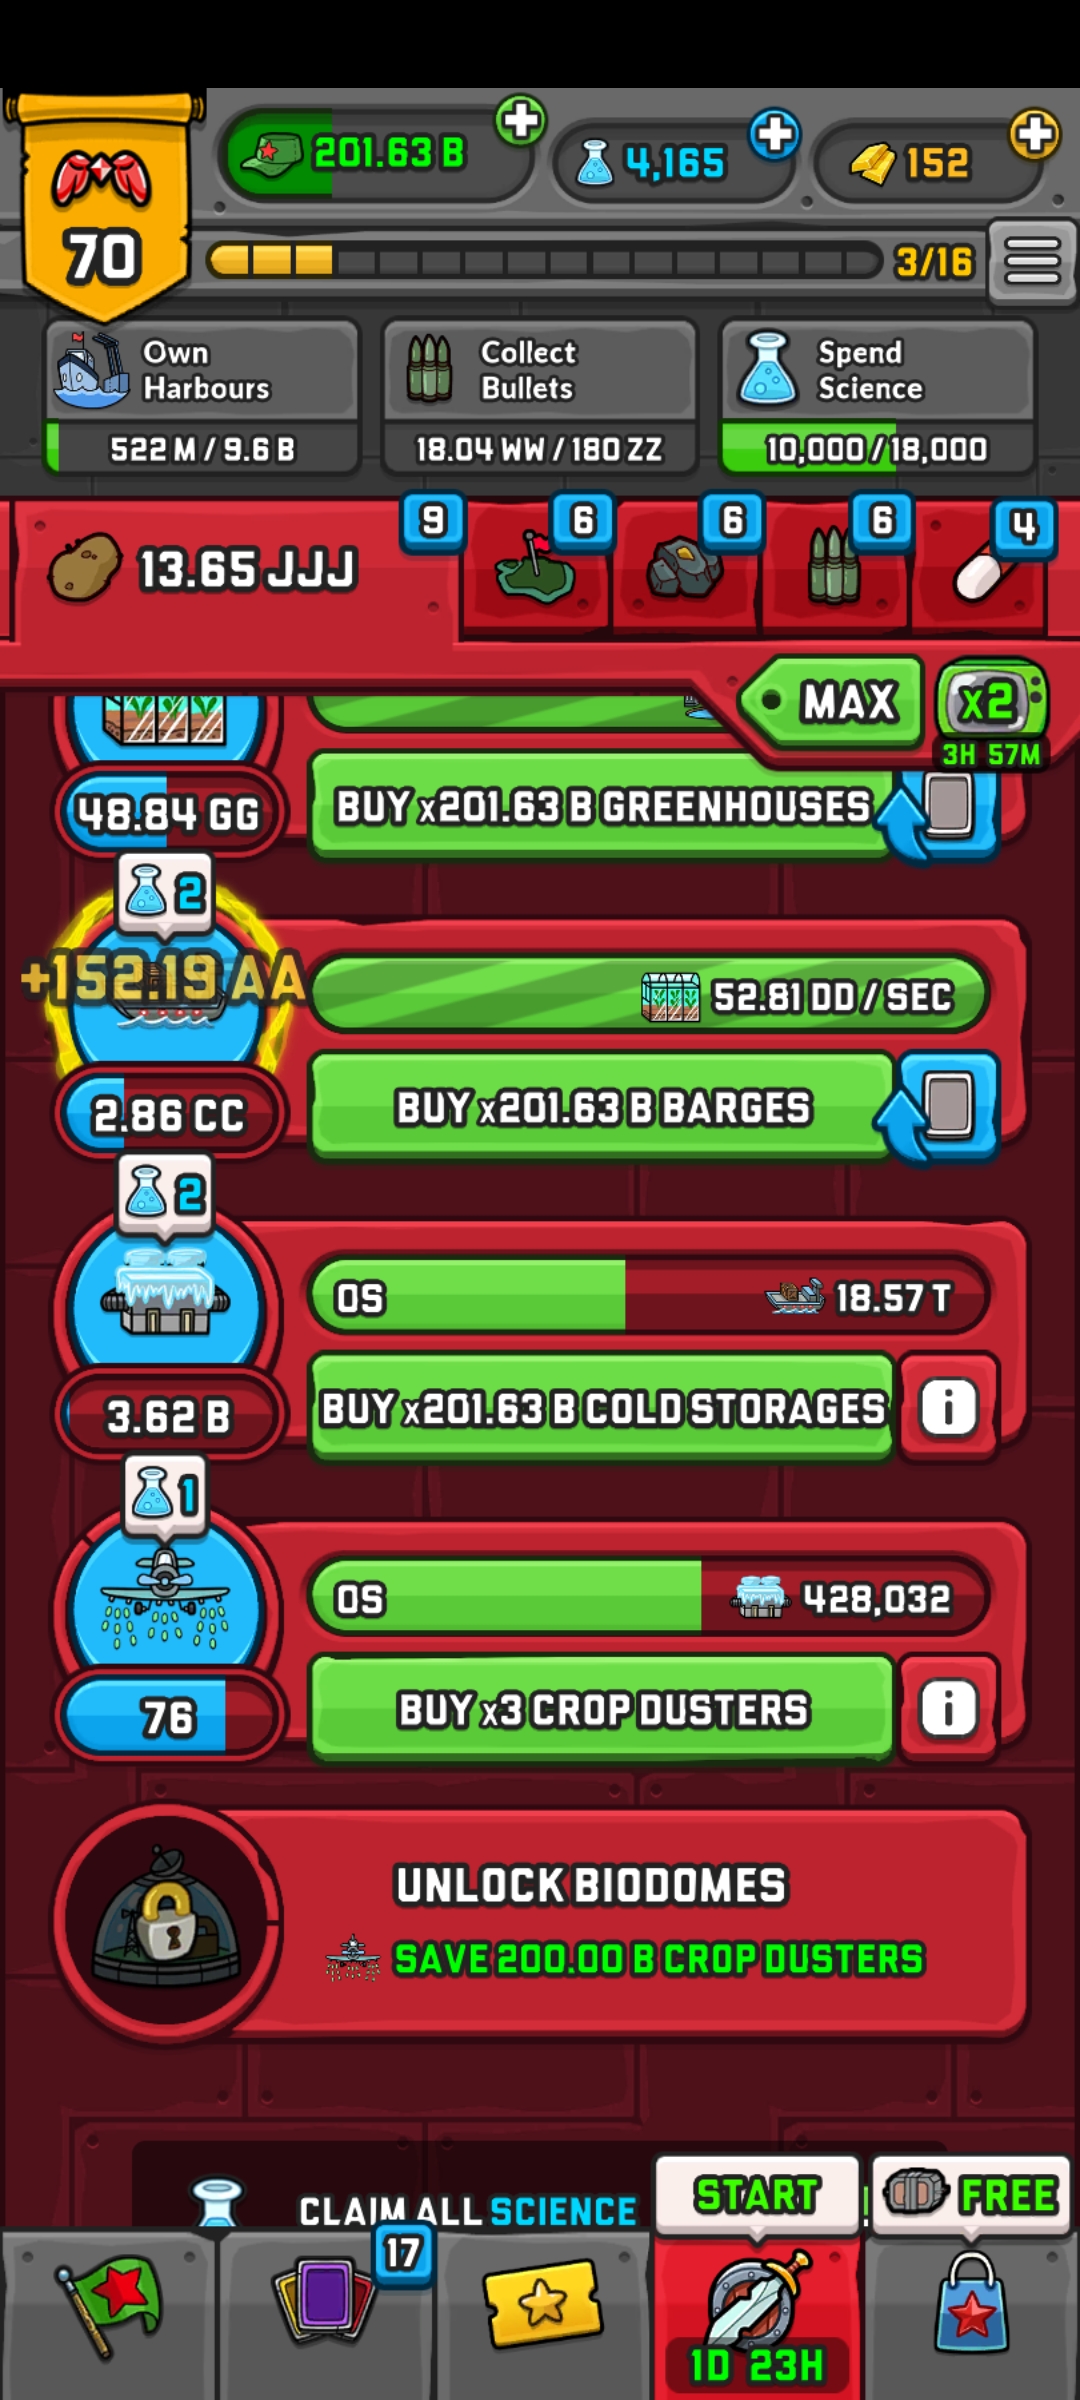 201.63 B
4,165
152
70
3/16
Own
Harbours
522 M / 9.6 B
Collect
Bullets
18.04 WW / 180 ZZ
Spend
Science
10,000 / 18,000
13.65 JJJ
9
6
6
6
4
MAX
x2
3H 57M
48.84 GG
BUY x201.63 B GREENHOUSES
2
+152.19 AA
52.81 DD / SEC
2.86 CC
BUY x201.63 B BARGES
2
0S
18.57 T
3.62 B
BUY x201.63 B COLD STORAGES
i
1
0S
428,032
76
BUY x3 CROP DUSTERS
i
UNLOCK BIODOMES
SAVE 200.00 B CROP DUSTERS
CLAIM ALL SCIENCE
START
FREE
17
1D 23H